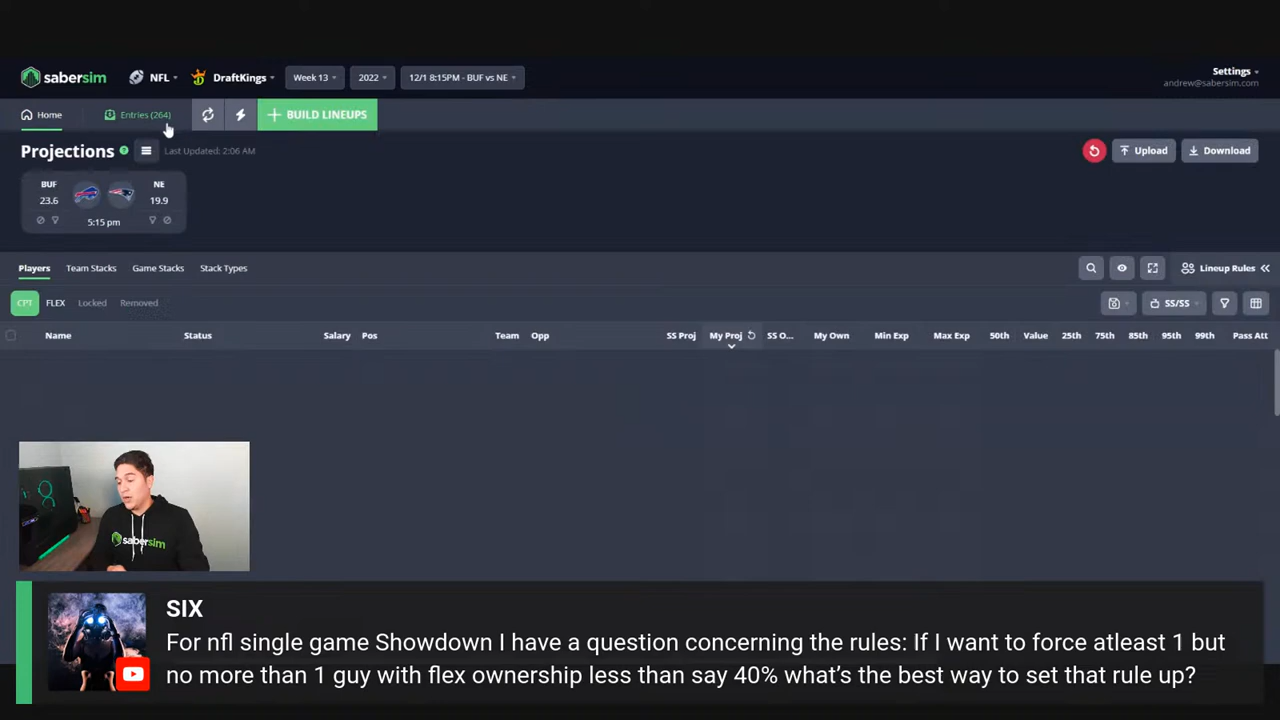 sabersim NFL DraftKings Week 13 2022 12/1 8:15PM - BUF vs NE Settings
andrew@sabersim.com
Home Entries (264) BUILD LINEUPS
Projections ? Last Updated: 2:06 AM Upload Download
BUF NE
23.6 19.9
5:15 pm
Players Team Stacks Game Stacks Stack Types Lineup Rules
CPT FLEX Locked Removed SS/SS
Name Status Salary Pos Team Opp SS Proj My Proj SS O... My Own Min Exp Max Exp 50th Value 25th 75th 85th 95th 99th Pass Att
sabersim
SIX
For nfl single game Showdown I have a question concerning the rules: If I want to force atleast 1 but
no more than 1 guy with flex ownership less than say 40% what's the best way to set that rule up?